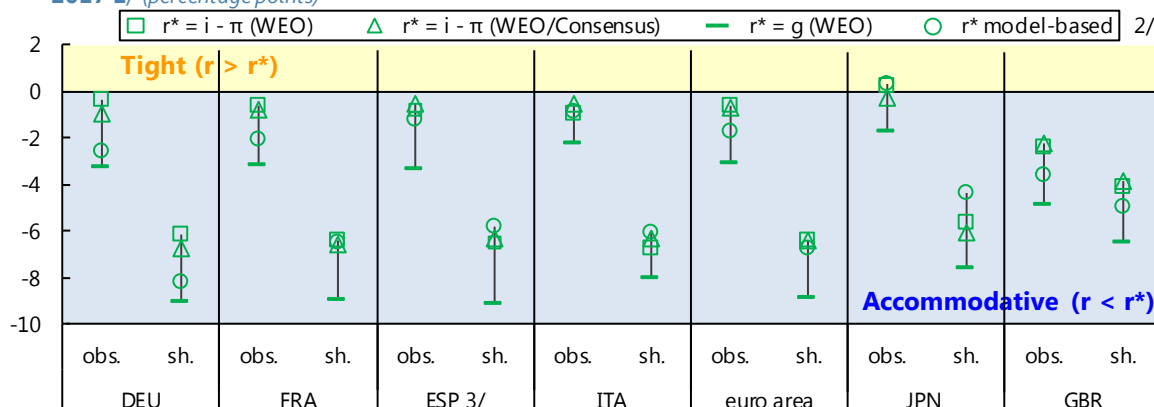 2017 1/ (percentage points)
r* = i - π (WEO) r* = i - π (WEO/Consensus) r* = g (WEO) r* model-based 2/
2
Tight (r > r*)
0
-2
-4
-6
-8
Accommodative (r < r*)
-10
obs. sh. obs. sh. obs. sh. obs. sh. obs. sh. obs. sh. obs. sh.
DEU FRA ESP 3/ ITA euro area JPN GBR